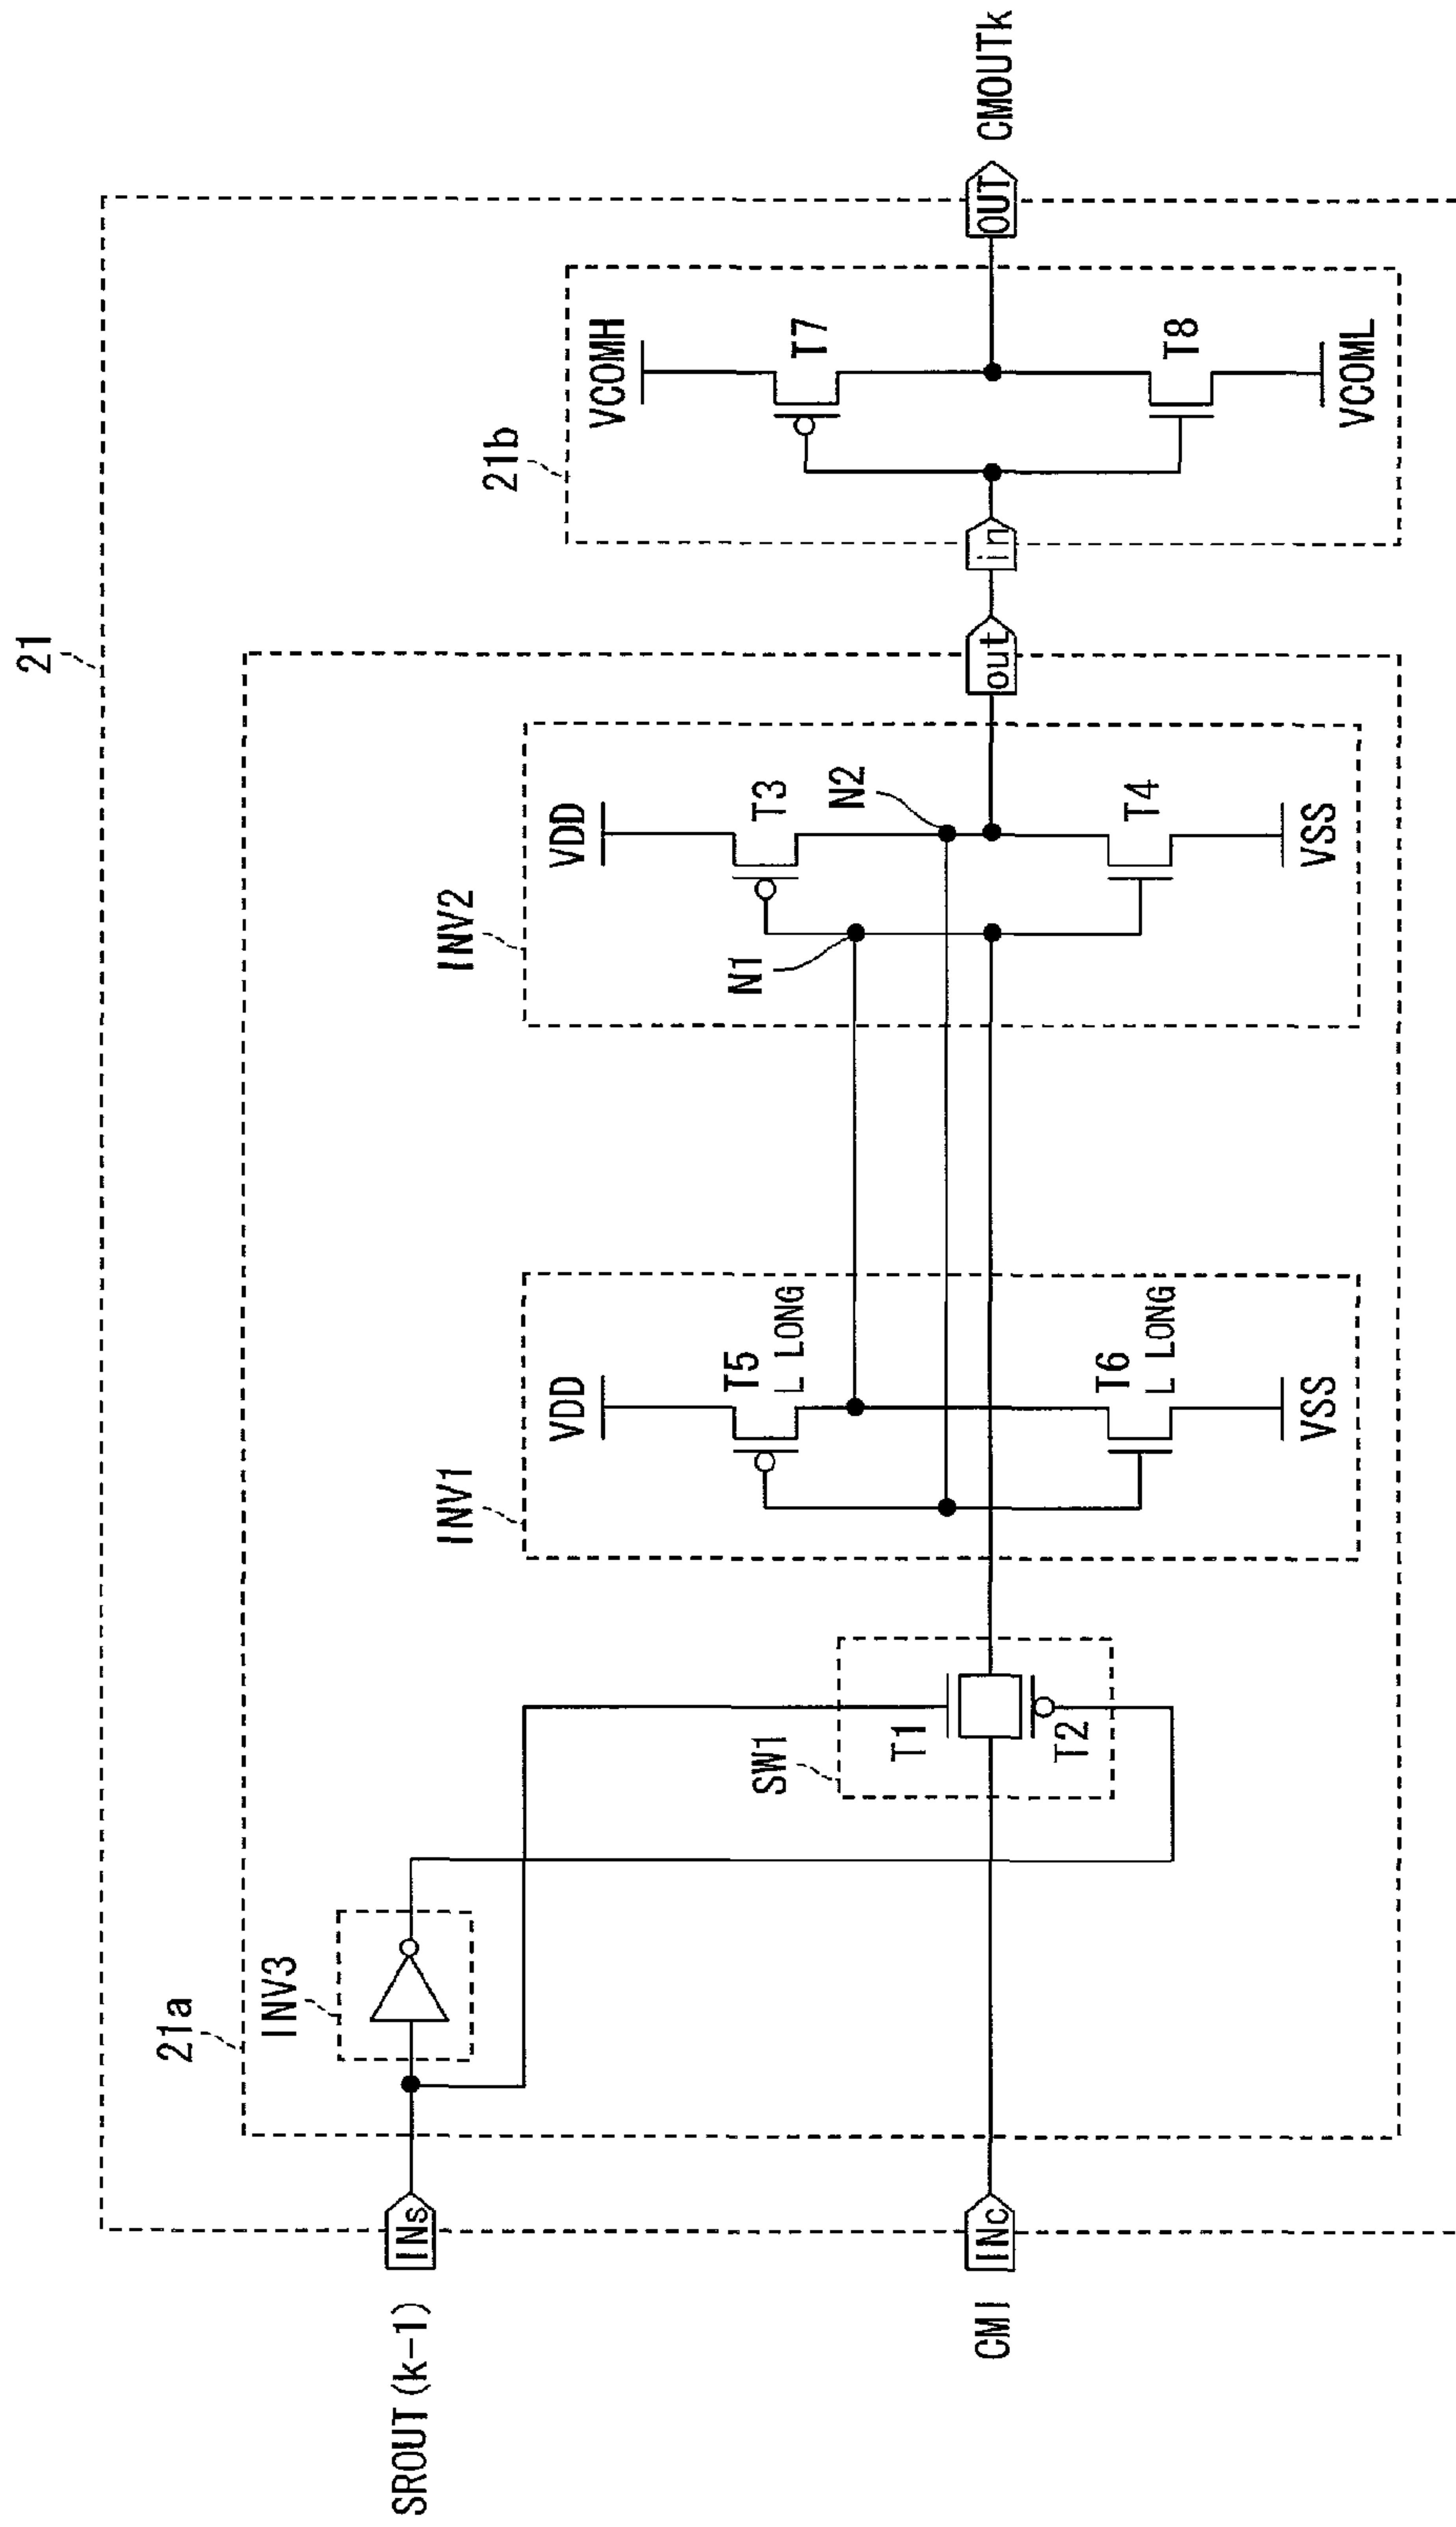 21
21a
INV3
SROUT (k-1)
INs
CMI
INc
SW1
T1
T2
INV1
VDD
T5
L LONG
T6
L LONG
VSS
INV2
VDD
T3
N1
N2
T4
VSS
out
21b
in
VCOMH
T7
T8
VCOML
OUT
CMOUTk